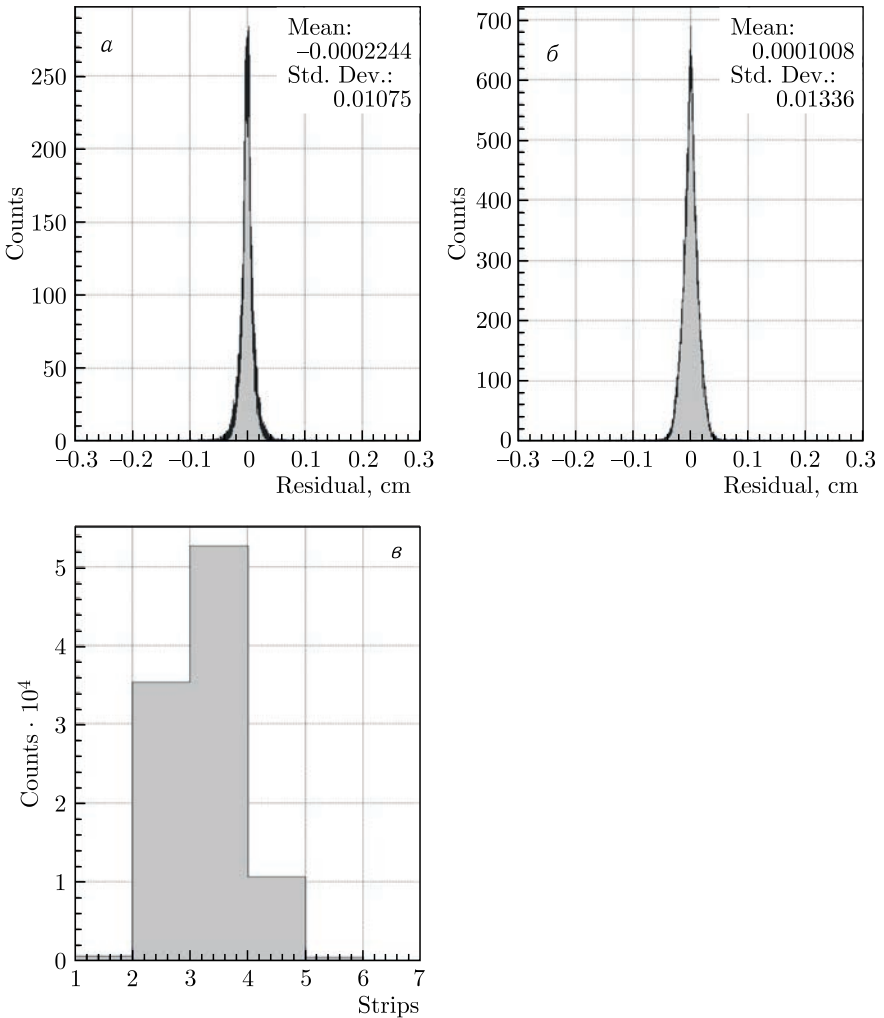 а
Mean:
−0.0002244
Std. Dev.:
0.01075
250
200
150
100
50
0
Counts
−0.3 −0.2 −0.1 0 0.1 0.2 0.3
Residual, cm
б
Mean:
0.0001008
Std. Dev.:
0.01336
700
600
500
400
300
200
100
0
Counts
−0.3 −0.2 −0.1 0 0.1 0.2 0.3
Residual, cm
в
5
4
3
2
1
0
Counts · 10⁴
1 2 3 4 5 6 7
Strips